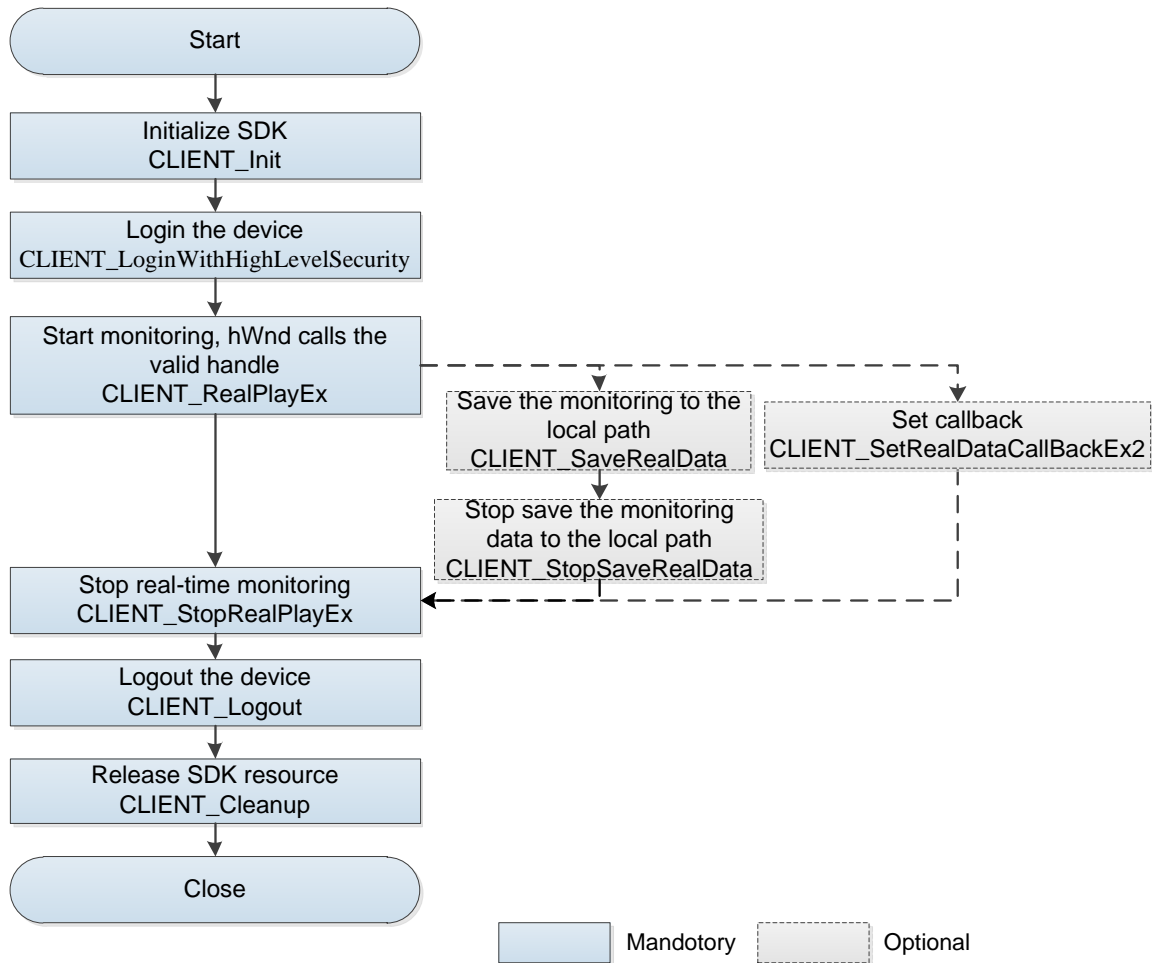 Start
Initialize SDK
CLIENT_Init
Login the device
CLIENT_LoginWithHighLevelSecurity
Start monitoring, hWnd calls the
valid handle
CLIENT_RealPlayEx
Save the monitoring to the
local path
CLIENT_SaveRealData
Set callback
CLIENT_SetRealDataCallBackEx2
Stop save the monitoring
data to the local path
CLIENT_StopSaveRealData
Stop real-time monitoring
CLIENT_StopRealPlayEx
Logout the device
CLIENT_Logout
Release SDK resource
CLIENT_Cleanup
Close
Mandotory
Optional